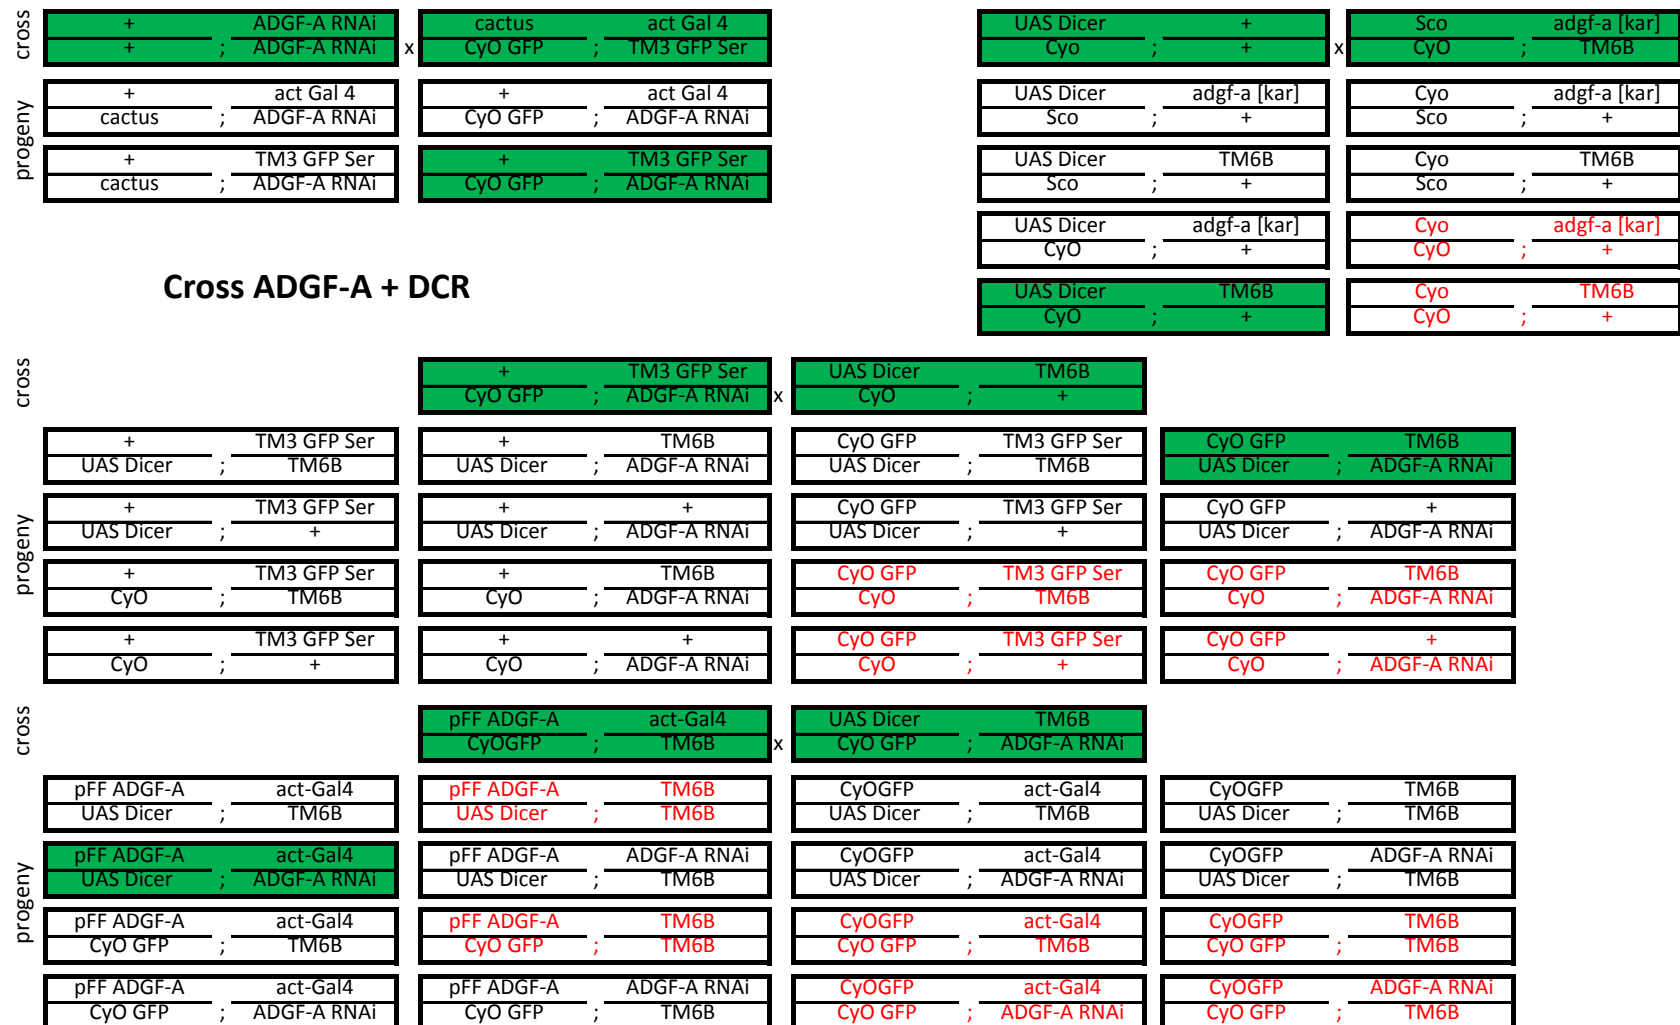 cross
+ ADGF-A RNAi x cactus act Gal 4 UAS Dicer + x Sco adgf-a [kar]
+ ; ADGF-A RNAi CyO GFP ; TM3 GFP Ser Cyo ; + CyO ; TM6B
progeny
+ act Gal 4 + act Gal 4 UAS Dicer adgf-a [kar] Cyo adgf-a [kar]
cactus ; ADGF-A RNAi CyO GFP ; ADGF-A RNAi Sco ; + Sco ; +
+ TM3 GFP Ser + TM3 GFP Ser UAS Dicer TM6B Cyo TM6B
cactus ; ADGF-A RNAi CyO GFP ; ADGF-A RNAi Sco ; + Sco ; +
UAS Dicer adgf-a [kar] Cyo adgf-a [kar]
CyO ; + CyO ; +
UAS Dicer TM6B Cyo TM6B
CyO ; + CyO ; +
Cross ADGF-A + DCR
cross
+ TM3 GFP Ser x UAS Dicer TM6B
CyO GFP ; ADGF-A RNAi CyO ; +
progeny
+ TM3 GFP Ser + TM6B CyO GFP TM3 GFP Ser CyO GFP TM6B
UAS Dicer ; TM6B UAS Dicer ; ADGF-A RNAi UAS Dicer ; TM6B UAS Dicer ; ADGF-A RNAi
+ TM3 GFP Ser + + CyO GFP TM3 GFP Ser CyO GFP +
UAS Dicer ; + UAS Dicer ; ADGF-A RNAi UAS Dicer ; + UAS Dicer ; ADGF-A RNAi
+ TM3 GFP Ser + TM6B CyO GFP TM3 GFP Ser CyO GFP TM6B
CyO ; TM6B CyO ; ADGF-A RNAi CyO ; TM6B CyO ; ADGF-A RNAi
+ TM3 GFP Ser + + CyO GFP TM3 GFP Ser CyO GFP +
CyO ; + CyO ; ADGF-A RNAi CyO ; + CyO ; ADGF-A RNAi
cross
pFF ADGF-A act-Gal4 x UAS Dicer TM6B
CyOGFP ; TM6B CyO GFP ; ADGF-A RNAi
progeny
pFF ADGF-A act-Gal4 pFF ADGF-A TM6B CyOGFP act-Gal4 CyOGFP TM6B
UAS Dicer ; TM6B UAS Dicer ; TM6B UAS Dicer ; TM6B UAS Dicer ; TM6B
pFF ADGF-A act-Gal4 pFF ADGF-A ADGF-A RNAi CyOGFP act-Gal4 CyOGFP ADGF-A RNAi
UAS Dicer ; ADGF-A RNAi UAS Dicer ; TM6B UAS Dicer ; ADGF-A RNAi UAS Dicer ; TM6B
pFF ADGF-A act-Gal4 pFF ADGF-A TM6B CyOGFP act-Gal4 CyOGFP TM6B
CyO GFP ; TM6B CyO GFP ; TM6B CyO GFP ; TM6B CyO GFP ; TM6B
pFF ADGF-A act-Gal4 pFF ADGF-A ADGF-A RNAi CyOGFP act-Gal4 CyOGFP ADGF-A RNAi
CyO GFP ; ADGF-A RNAi CyO GFP ; TM6B CyO GFP ; ADGF-A RNAi CyO GFP ; TM6B